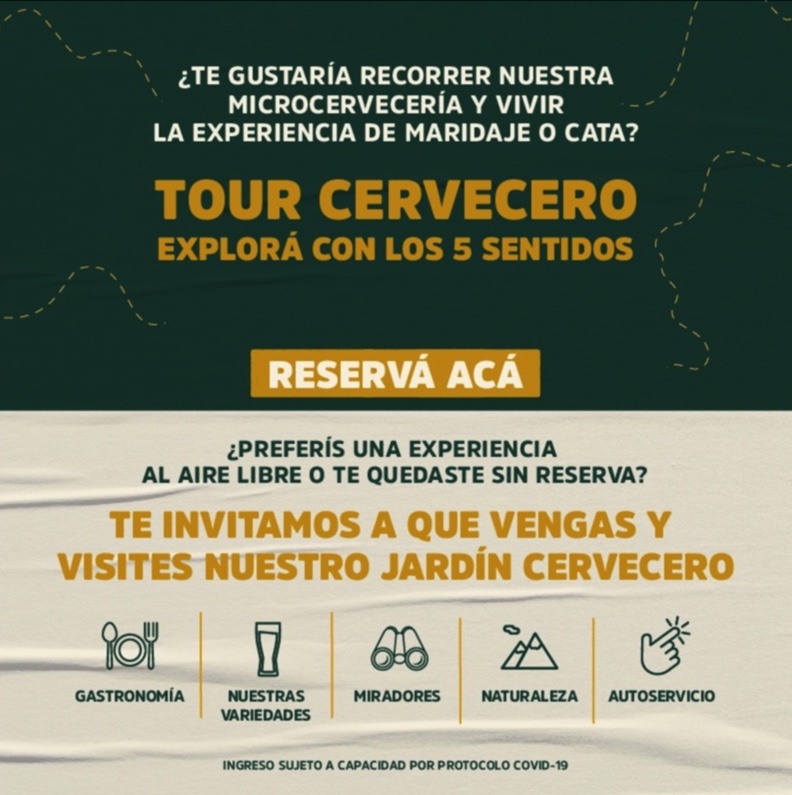 ¿TE GUSTARÍA RECORRER NUESTRA
MICROCERVECERÍA Y VIVIR
LA EXPERIENCIA DE MARIDAJE O CATA?
TOUR CERVECERO
EXPLORÁ CON LOS 5 SENTIDOS
RESERVÁ ACÁ
¿PREFERÍS UNA EXPERIENCIA
AL AIRE LIBRE O TE QUEDASTE SIN RESERVA?
TE INVITAMOS A QUE VENGAS Y
VISITES NUESTRO JARDÍN CERVECERO
GASTRONOMÍA
NUESTRAS
VARIEDADES
MIRADORES
NATURALEZA
AUTOSERVICIO
INGRESO SUJETO A CAPACIDAD POR PROTOCOLO COVID-19